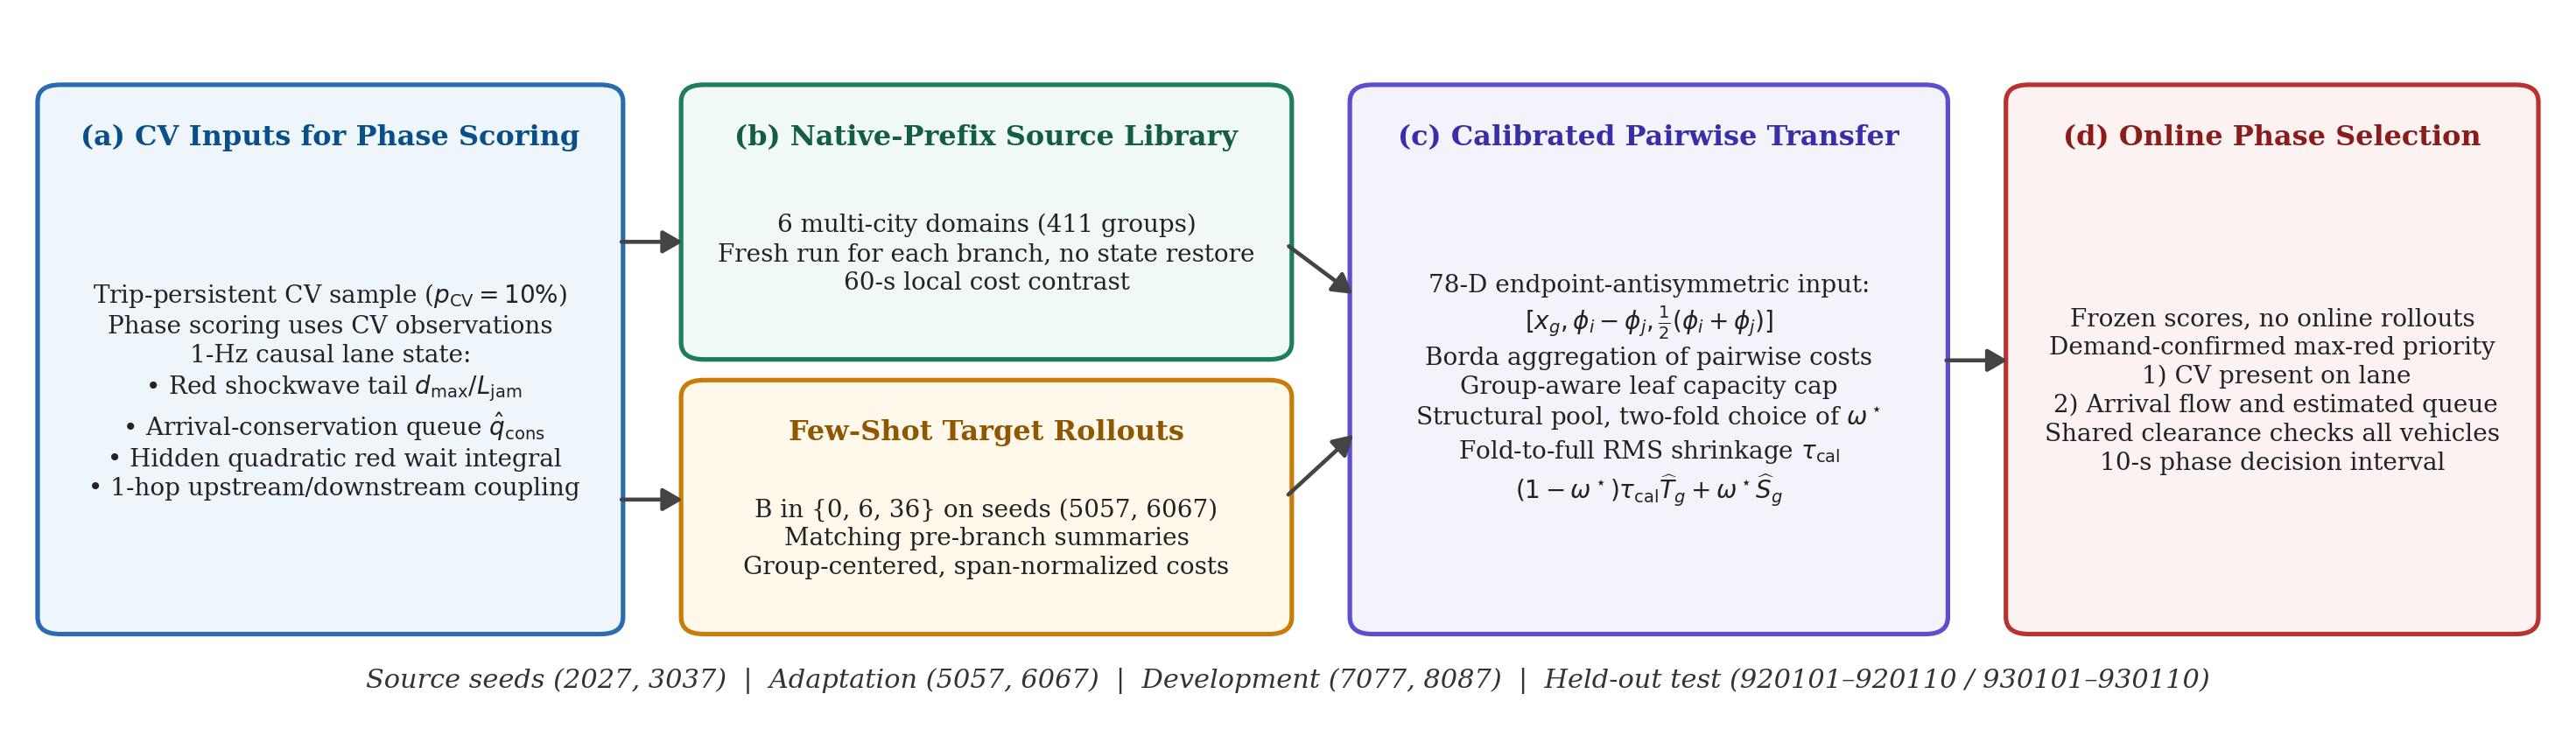 (a) CV Inputs for Phase Scoring
Trip-persistent CV sample (p_CV = 10%)
Phase scoring uses CV observations
1-Hz causal lane state:
• Red shockwave tail d_max/L_jam
• Arrival-conservation queue q̂_cons
• Hidden quadratic red wait integral
• 1-hop upstream/downstream coupling
(b) Native-Prefix Source Library
6 multi-city domains (411 groups)
Fresh run for each branch, no state restore
60-s local cost contrast
Few-Shot Target Rollouts
B in {0, 6, 36} on seeds (5057, 6067)
Matching pre-branch summaries
Group-centered, span-normalized costs
(c) Calibrated Pairwise Transfer
78-D endpoint-antisymmetric input:
[x_g, ϕ_i − ϕ_j, ½(ϕ_i + ϕ_j)]
Borda aggregation of pairwise costs
Group-aware leaf capacity cap
Structural pool, two-fold choice of ω*
Fold-to-full RMS shrinkage τ_cal
(1 − ω*)τ_cal T̂_g + ω* Ŝ_g
(d) Online Phase Selection
Frozen scores, no online rollouts
Demand-confirmed max-red priority
1) CV present on lane
2) Arrival flow and estimated queue
Shared clearance checks all vehicles
10-s phase decision interval
Source seeds (2027, 3037) | Adaptation (5057, 6067) | Development (7077, 8087) | Held-out test (920101–920110 / 930101–930110)